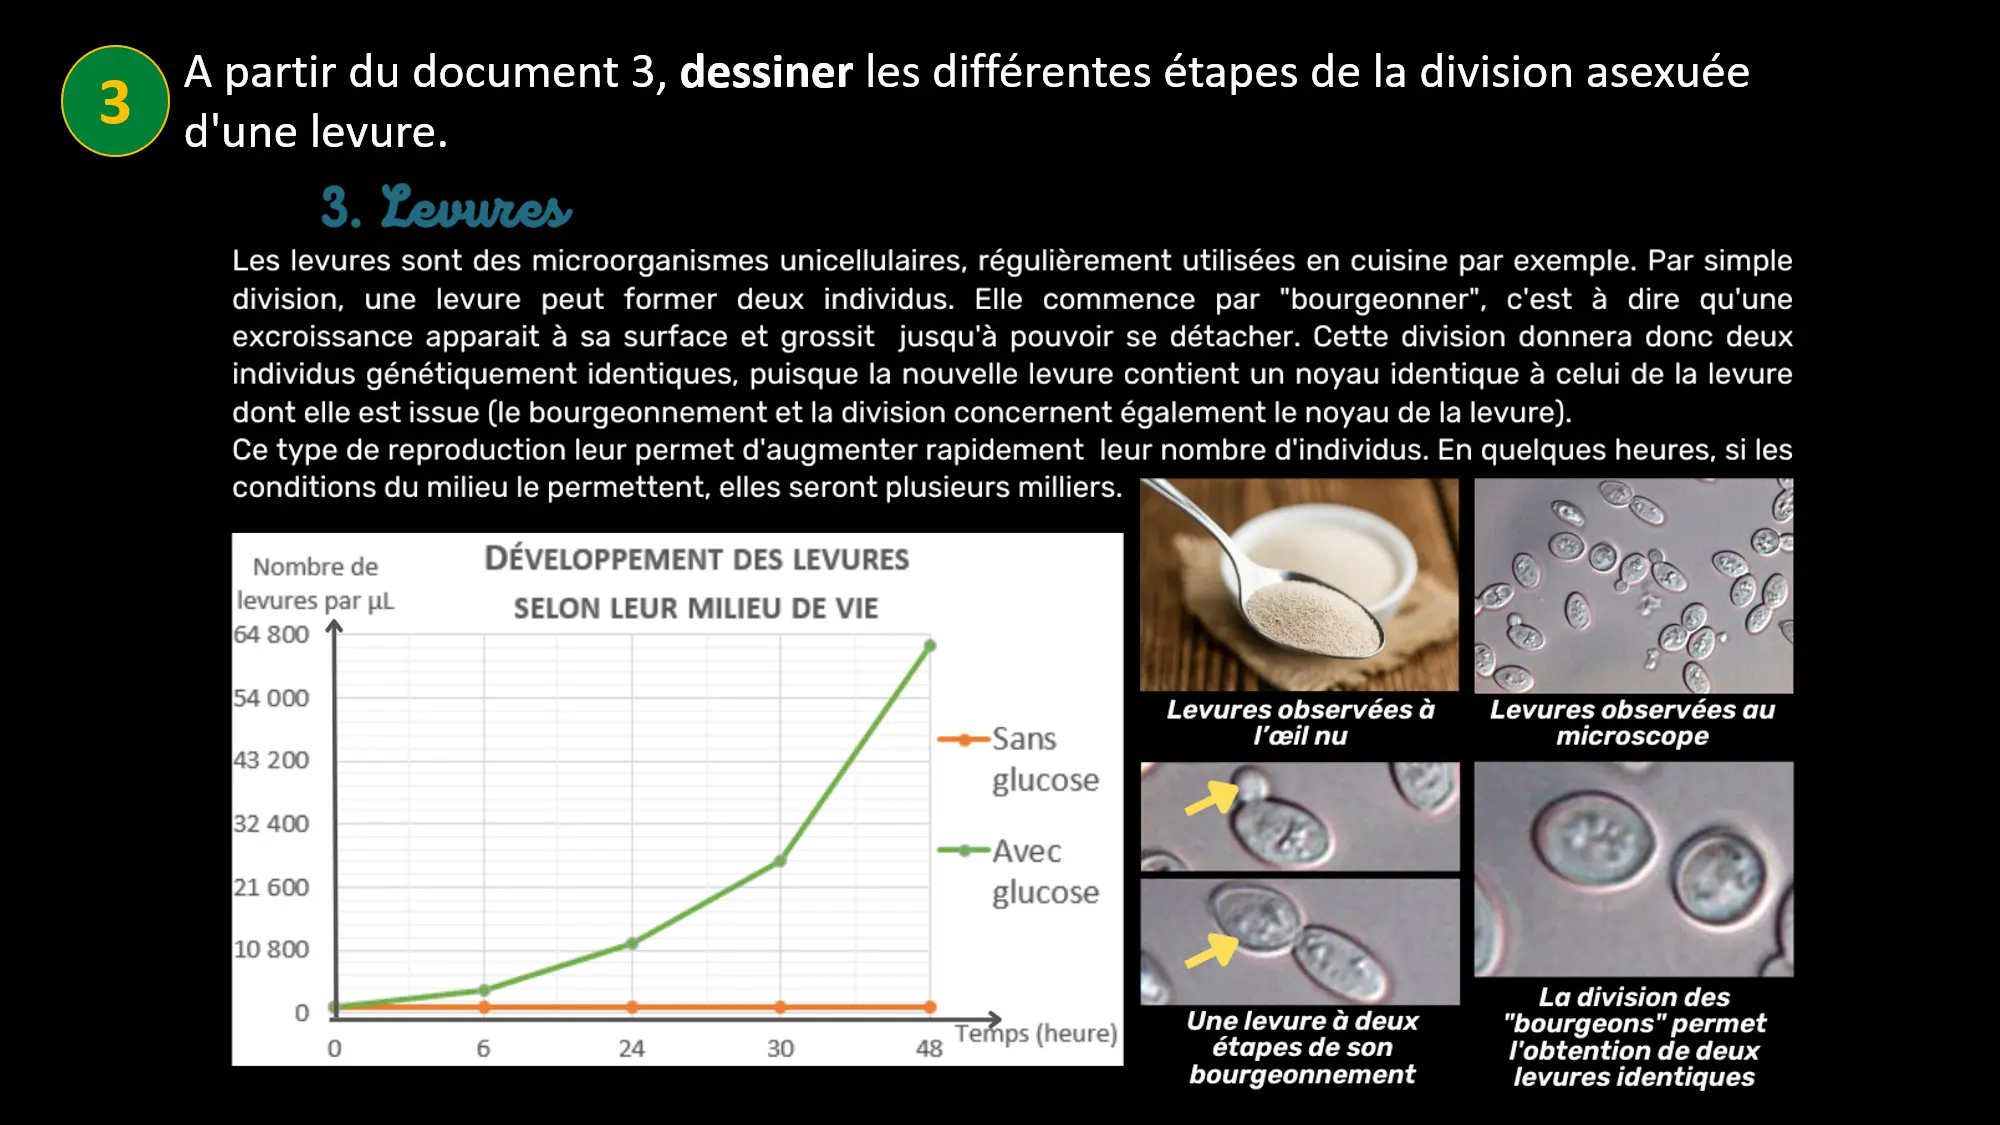 3
A partir du document 3, dessiner les différentes étapes de la division asexuée
d'une levure.
3. Levures
Les levures sont des microorganismes unicellulaires, régulièrement utilisées en cuisine par exemple. Par simple
division, une levure peut former deux individus. Elle commence par "bourgeonner", c'est à dire qu'une
excroissance apparait à sa surface et grossit jusqu'à pouvoir se détacher. Cette division donnera donc deux
individus génétiquement identiques, puisque la nouvelle levure contient un noyau identique à celui de la levure
dont elle est issue (le bourgeonnement et la division concernent également le noyau de la levure).
Ce type de reproduction leur permet d'augmenter rapidement leur nombre d'individus. En quelques heures, si les
conditions du milieu le permettent, elles seront plusieurs milliers.
DÉVELOPPEMENT DES LEVURES
SELON LEUR MILIEU DE VIE
Nombre de
levures par µL
64 800
54 000
43 200
32 400
21 600
10 800
0
0 6 24 30 48
Temps (heure)
Sans
glucose
Avec
glucose
Levures observées à
l'œil nu
Levures observées au
microscope
Une levure à deux
étapes de son
bourgeonnement
La division des
"bourgeons" permet
l'obtention de deux
levures identiques